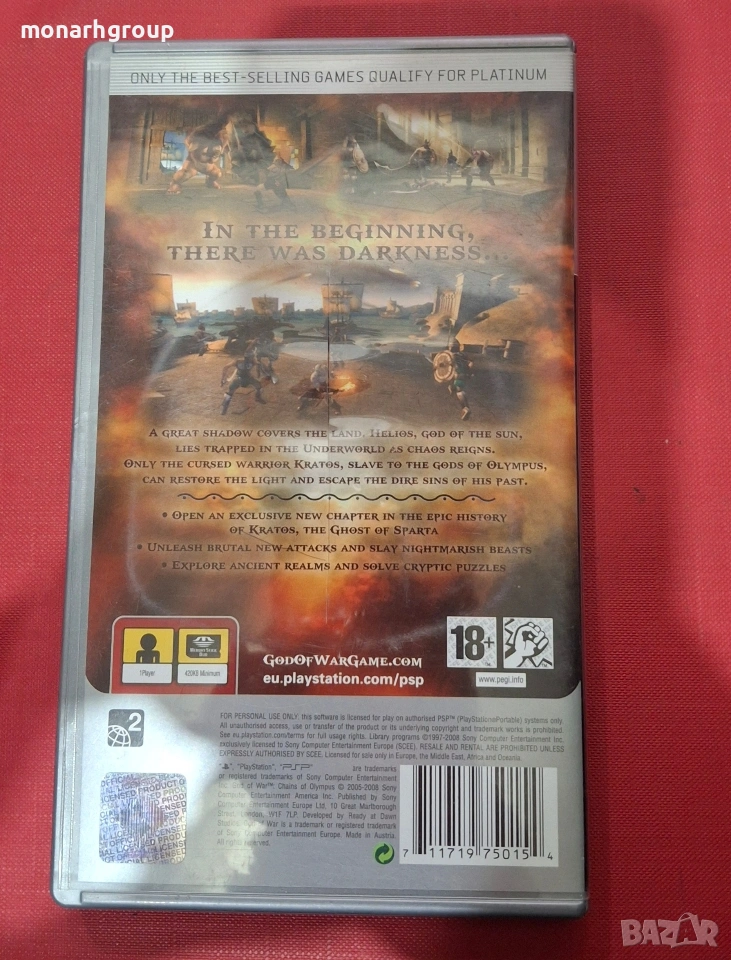 monarhgroup
ONLY THE BEST-SELLING GAMES QUALIFY FOR PLATINUM
IN THE BEGINNING,
THERE WAS DARKNESS...
A GREAT SHADOW COVERS THE LAND, HELIOS, GOD OF THE SUN,
LIES TRAPPED IN THE UNDERWORLD AS CHAOS REIGNS.
ONLY THE CURSED WARRIOR KRATOS, SLAVE TO THE GODS OF OLYMPUS,
CAN RESTORE THE LIGHT AND ESCAPE THE DIRE SINS OF HIS PAST.
• OPEN AN EXCLUSIVE NEW CHAPTER IN THE EPIC HISTORY
OF KRATOS, THE GHOST OF SPARTA
• UNLEASH BRUTAL NEW ATTACKS AND SLAY NIGHTMARISH BEASTS
• EXPLORE ANCIENT REALMS AND SOLVE CRYPTIC PUZZLES
1 Player
420KB Minimum
GODOFWARGAME.COM
eu.playstation.com/psp
18+
www.pegi.info
2
FOR PERSONAL USE ONLY: this software is licensed for play on authorised PSP™ (PlayStation®Portable) systems only.
All unauthorised access, use or transfer of the product or its underlying copyright and trademark works is prohibited.
See eu.playstation.com/terms for full usage rights. Library programs ©1997-2008 Sony Computer Entertainment Inc.
exclusively licensed to Sony Computer Entertainment Europe (SCEE). RESALE AND RENTAL ARE PROHIBITED UNLESS
EXPRESSLY AUTHORISED BY SCEE. Licensed for sale only in Europe, the Middle East, Africa and Oceania.
"PlayStation", "PSP" are trademarks
or registered trademarks of Sony Computer Entertainment
Inc. God of War™: Chains of Olympus © 2005-2008 Sony
Computer Entertainment America Inc. Published by Sony
Computer Entertainment Europe Ltd, 10 Great Marlborough
Street, London, W1F 7LP. Developed by Ready at Dawn
of War is a trademark or registered trademark
of Sony Computer Entertainment Europe. Made in Austria.
All rights reserved.
OFFICIAL LICENSED PRODUCT
7 11719 75015 4
BAZAR